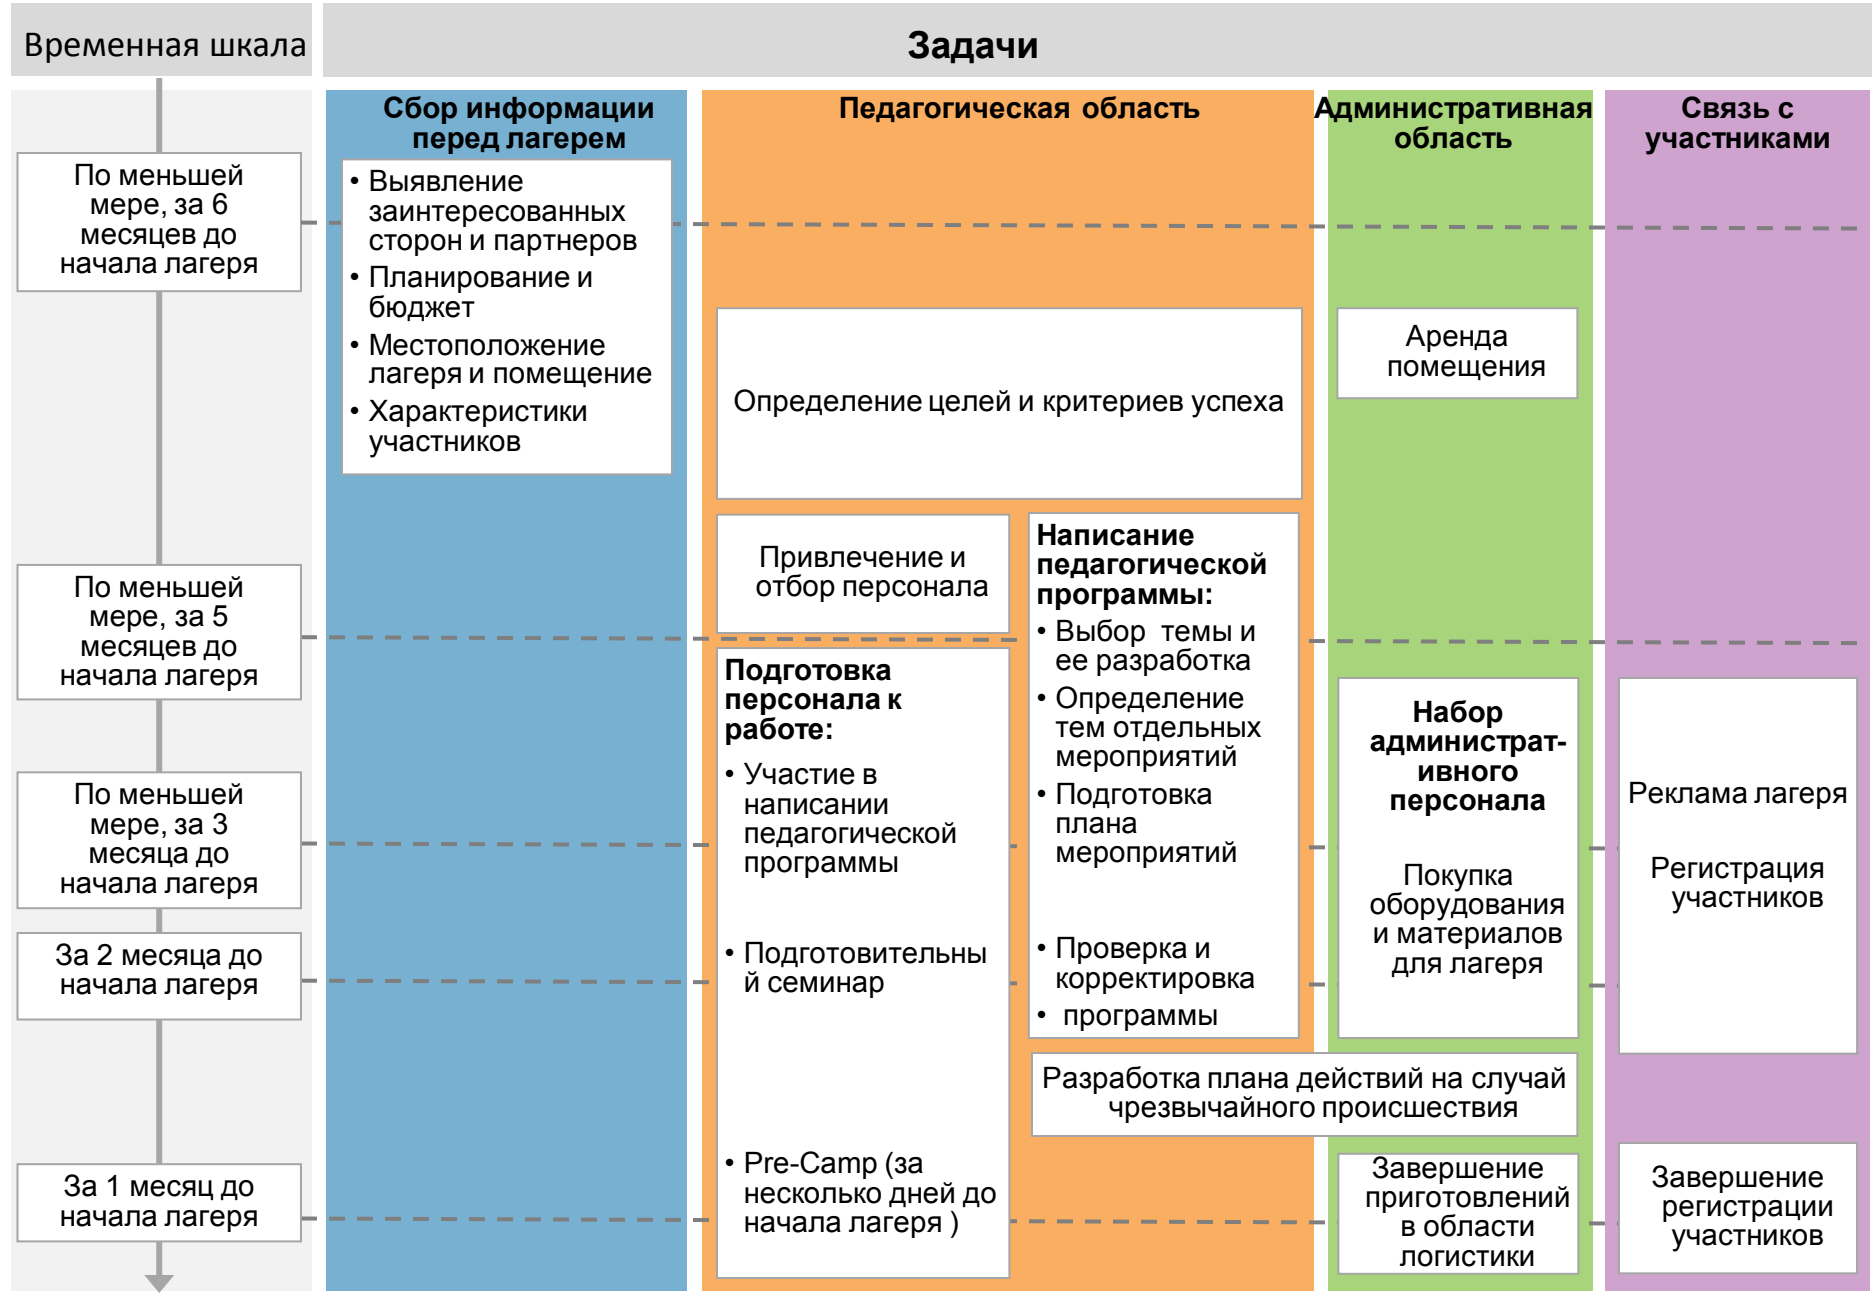 Временная шкала
Задачи
Сбор информации
перед лагерем
Педагогическая область
Административная
область
Связь с
участниками
По меньшей
мере, за 6
месяцев до
начала лагеря
• Выявление
заинтересованных
сторон и партнеров
• Планирование и
бюджет
• Местоположение
лагеря и помещение
• Характеристики
участников
Определение целей и критериев успеха
Аренда
помещения
По меньшей
мере, за 5
месяцев до
начала лагеря
Привлечение и
отбор персонала
Написание
педагогической
программы:
• Выбор темы и
ее разработка
• Определение
тем отдельных
мероприятий
• Подготовка
плана
мероприятий
• Проверка и
корректировка
• программы
Подготовка
персонала к
работе:
• Участие в
написании
педагогической
программы
• Подготовительны
й семинар
• Pre-Camp (за
несколько дней до
начала лагеря )
Набор
административ-
ивного
персонала
Покупка
оборудования
и материалов
для лагеря
Реклама лагеря
Регистрация
участников
По меньшей
мере, за 3
месяца до
начала лагеря
За 2 месяца до
начала лагеря
Разработка плана действий на случай
чрезвычайного происшествия
За 1 месяц до
начала лагеря
Завершение
приготовлений
в области
логистики
Завершение
регистрации
участников